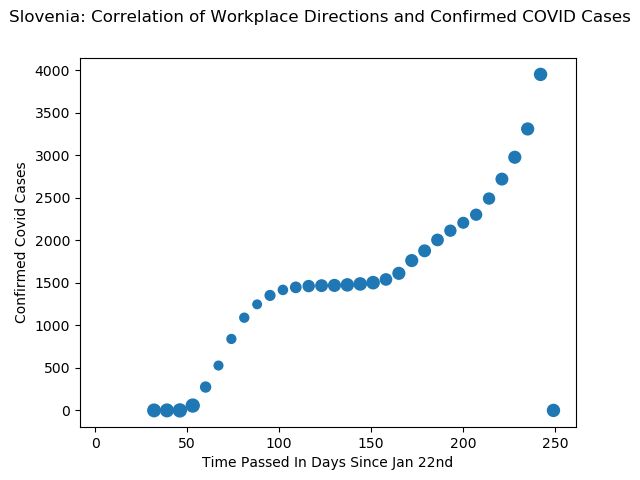 Slovenia: Correlation of Workplace Directions and Confirmed COVID Cases
4000
3500
3000
2500
2000
1500
1000
500
0
Confirmed Covid Cases
0 50 100 150 200 250
Time Passed In Days Since Jan 22nd